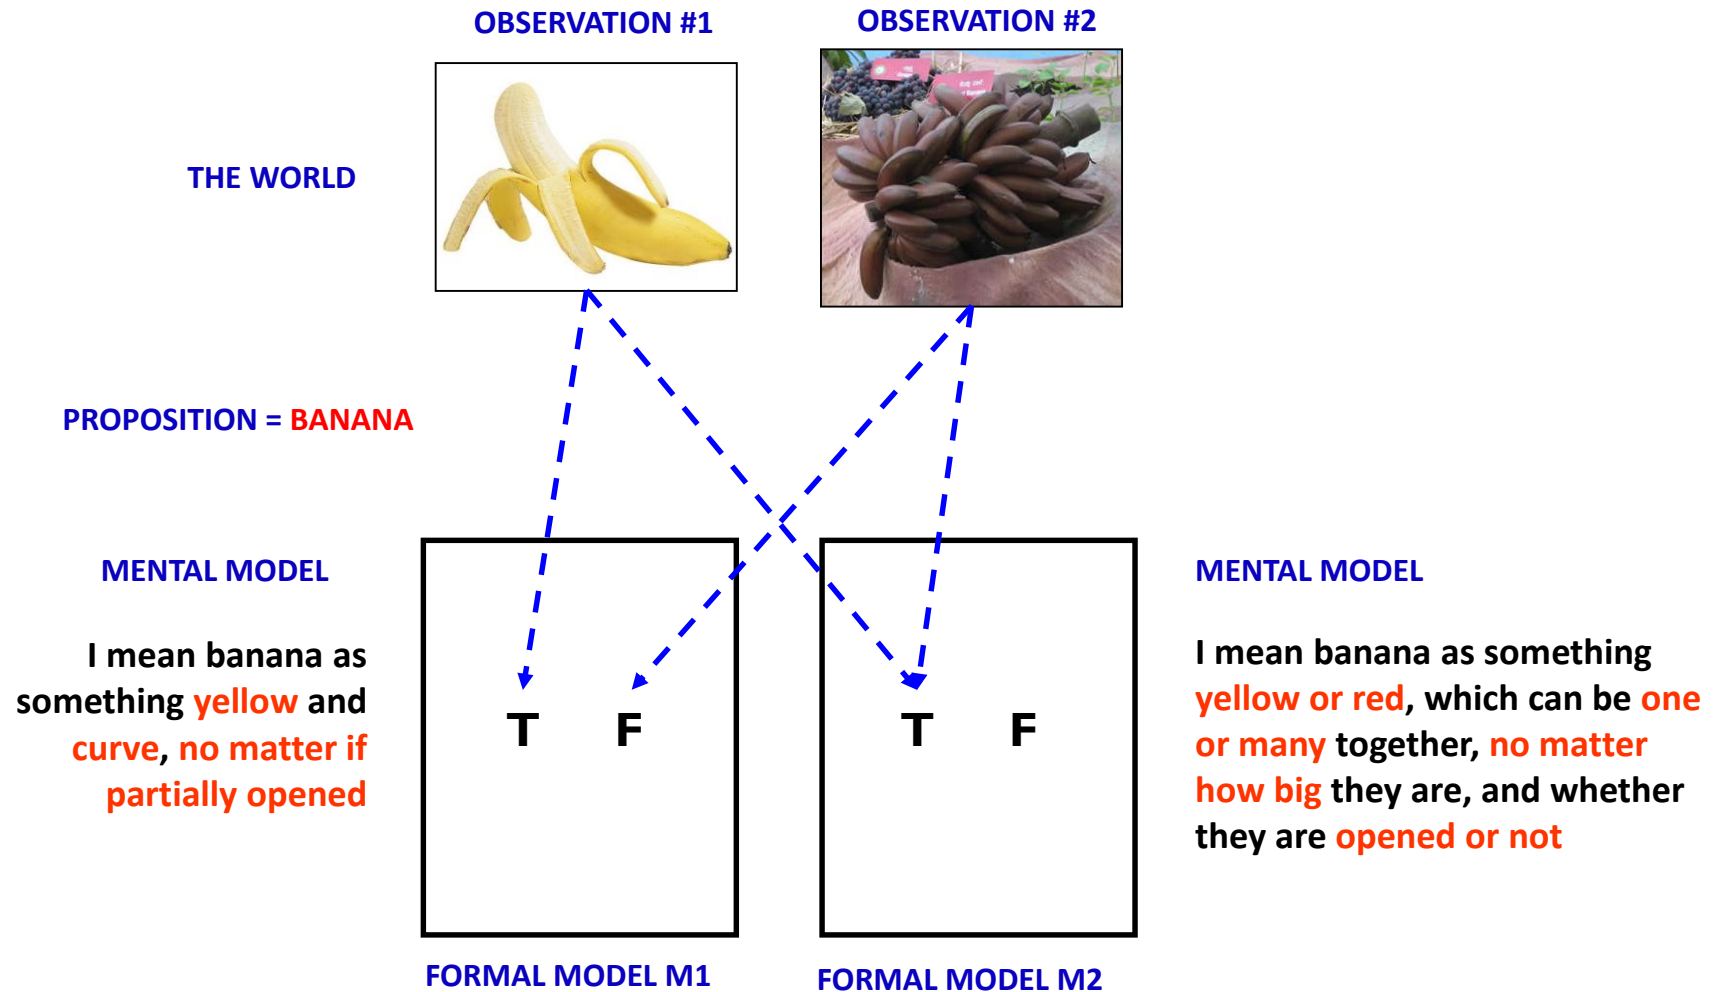 OBSERVATION #1
OBSERVATION #2
THE WORLD
PROPOSITION = BANANA
MENTAL MODEL
I mean banana as
something yellow and
curve, no matter if
partially opened
T F
T F
MENTAL MODEL
I mean banana as something
yellow or red, which can be one
or many together, no matter
how big they are, and whether
they are opened or not
FORMAL MODEL M1
FORMAL MODEL M2